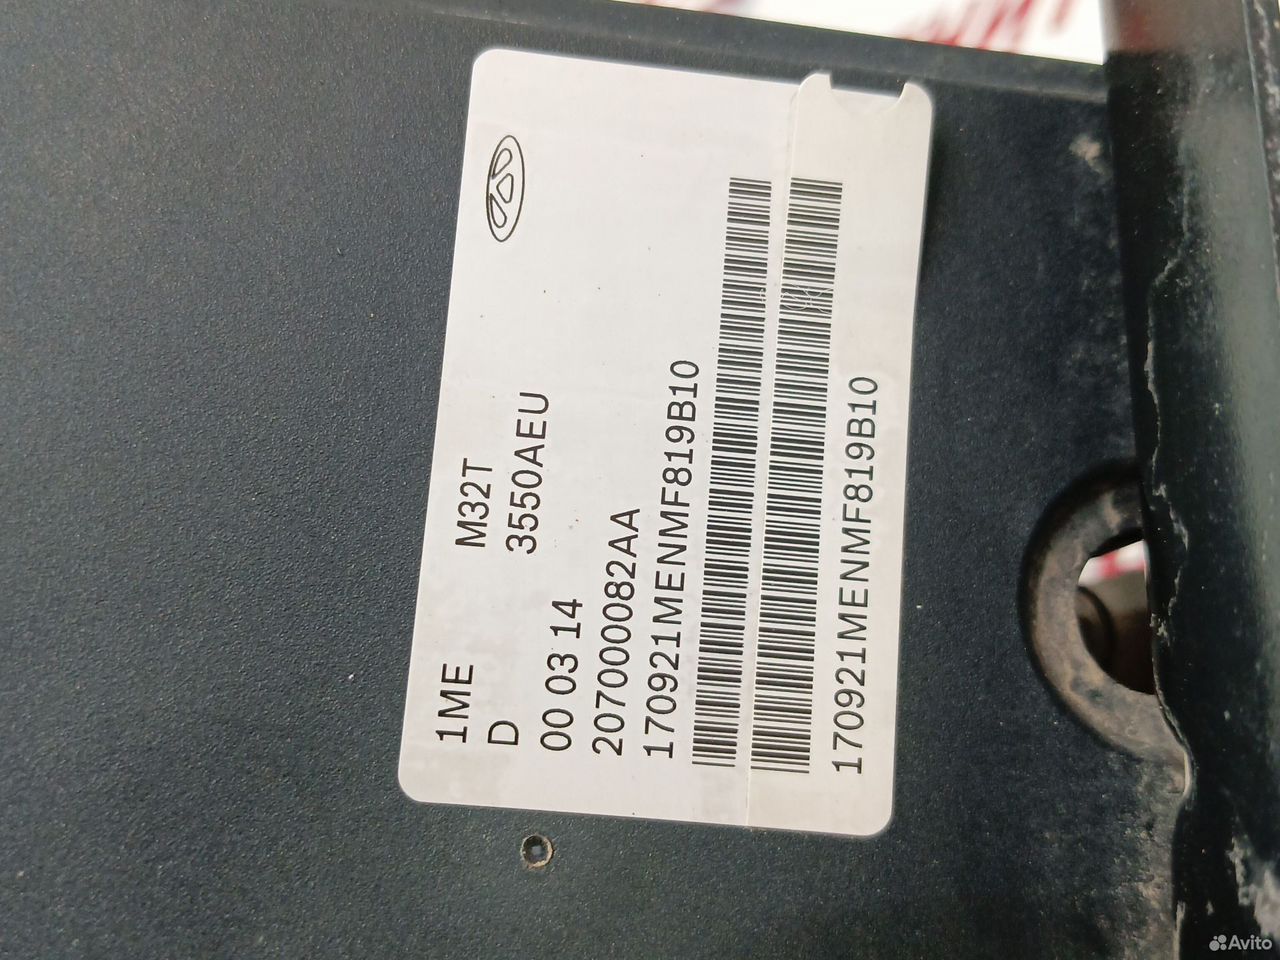 1ME M32T
D 3550AEU
00 03 14
207000082AA
170921MENMF819B10
170921MENMF819B10
Avito